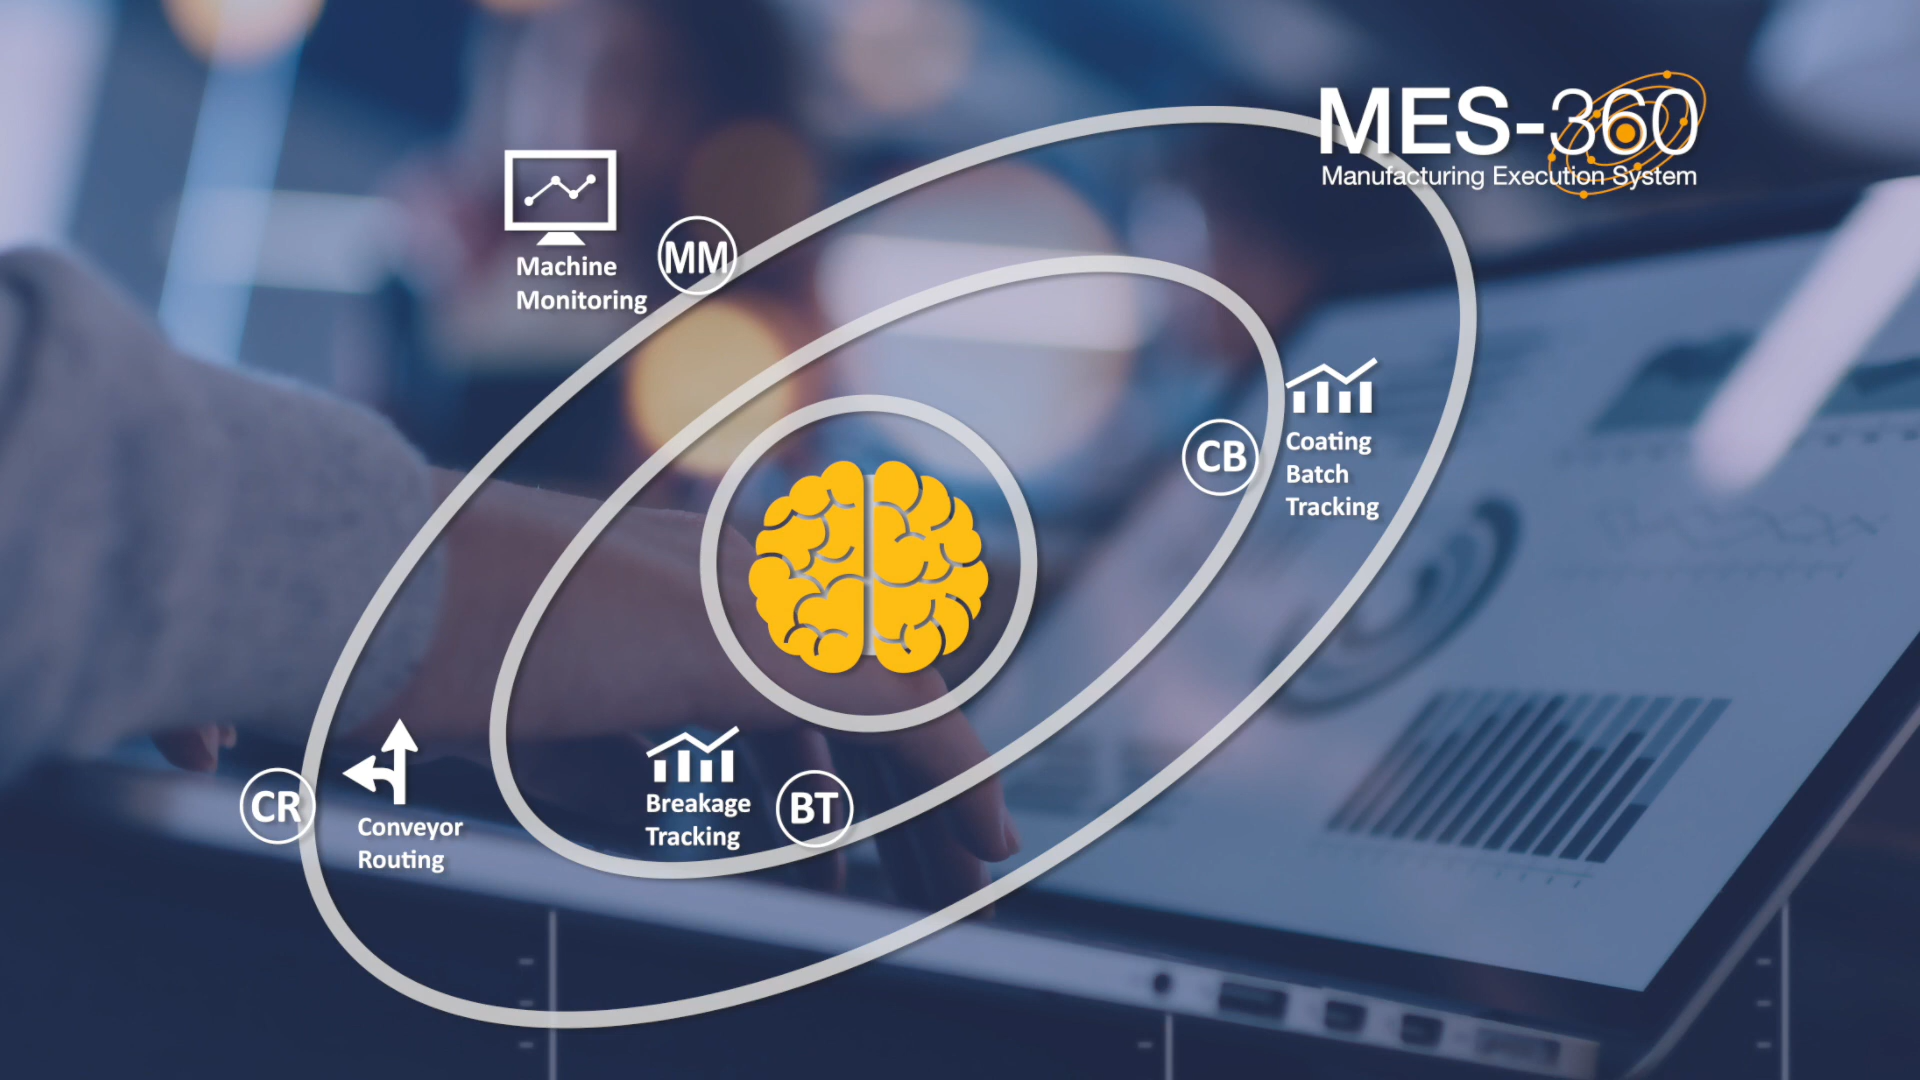 MES-360
Manufacturing Execution System
Machine
Monitoring
MM
CB
Coating
Batch
Tracking
CR
Conveyor
Routing
Breakage
Tracking
BT